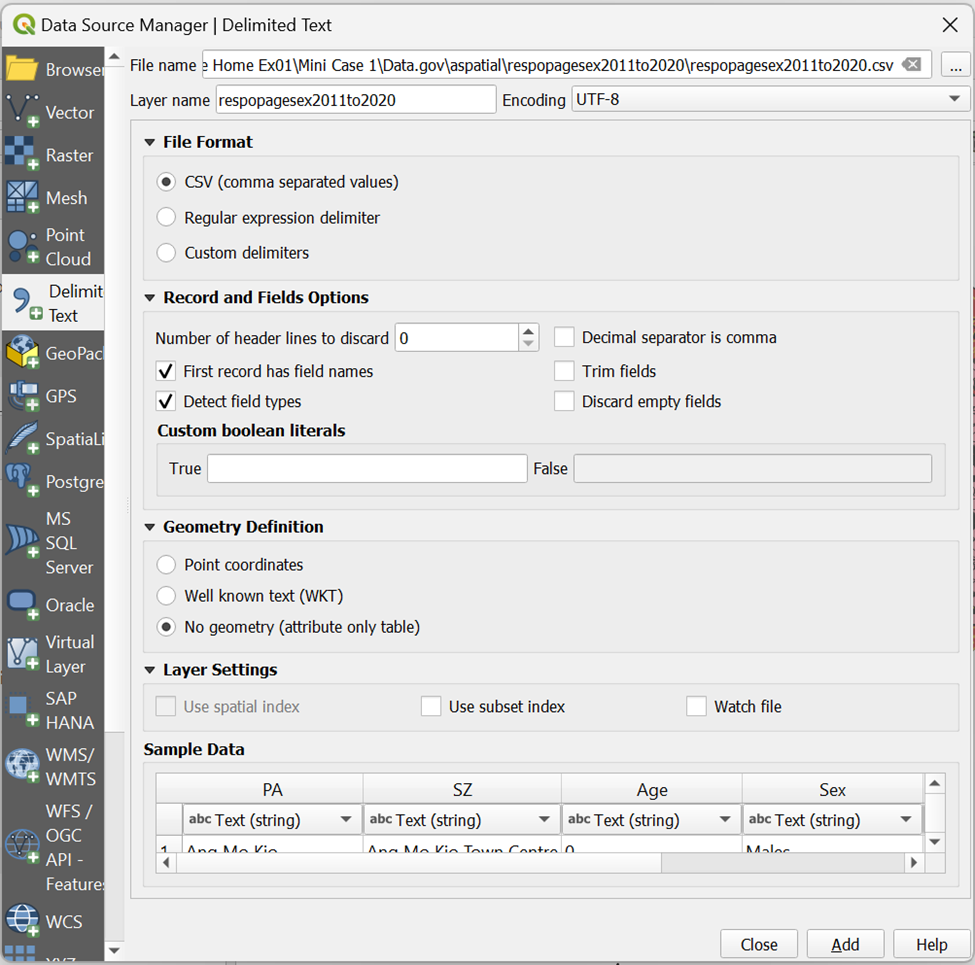 Data Source Manager | Delimited Text
Browser
Vector
Raster
Mesh
Point
Cloud
Delimit
Text
GeoPac
GPS
SpatiaLi
Postgre
MS
SQL
Server
Oracle
Virtual
Layer
SAP
HANA
WMS/
WMTS
WFS /
OGC
API -
Features
WCS
File name e Home Ex01\Mini Case 1\Data.gov\aspatial\respopagesex2011to2020\respopagesex2011to2020.csv ...
Layer name respopagesex2011to2020 Encoding UTF-8
File Format
CSV (comma separated values)
Regular expression delimiter
Custom delimiters
Record and Fields Options
Number of header lines to discard 0 Decimal separator is comma
First record has field names Trim fields
Detect field types Discard empty fields
Custom boolean literals
True False
Geometry Definition
Point coordinates
Well known text (WKT)
No geometry (attribute only table)
Layer Settings
Use spatial index Use subset index Watch file
Sample Data
PA SZ Age Sex
abc Text (string) abc Text (string) abc Text (string) abc Text (string)
1 Ang Mo Kio Ang Mo Kio Town Centre 0 Males
Close Add Help